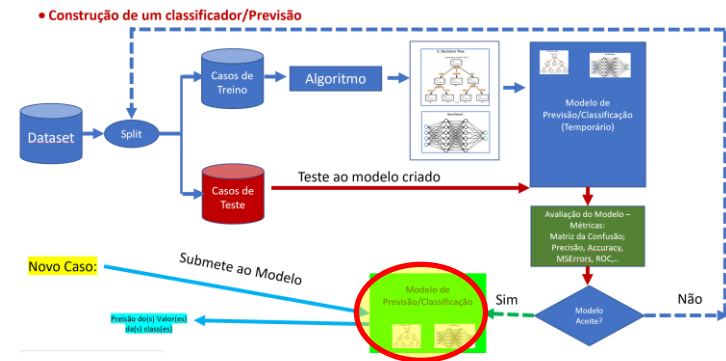 • Construção de um classificador/Previsão
Dataset
Split
Casos de
Treino
Algoritmo
Modelo de
Previsão/Classificação
(Temporário)
Casos de
Teste
Teste ao modelo criado
Avaliação do Modelo –
Métricas:
Matriz da Confusão;
Precisão, Accuracy,
MSErrors, ROC,..
Modelo
Aceite?
Não
Sim
Modelo de
Previsão/Classificação
Novo Caso:
Submete ao Modelo
Preisão do(s) Valor(es)
da(s) class(es)